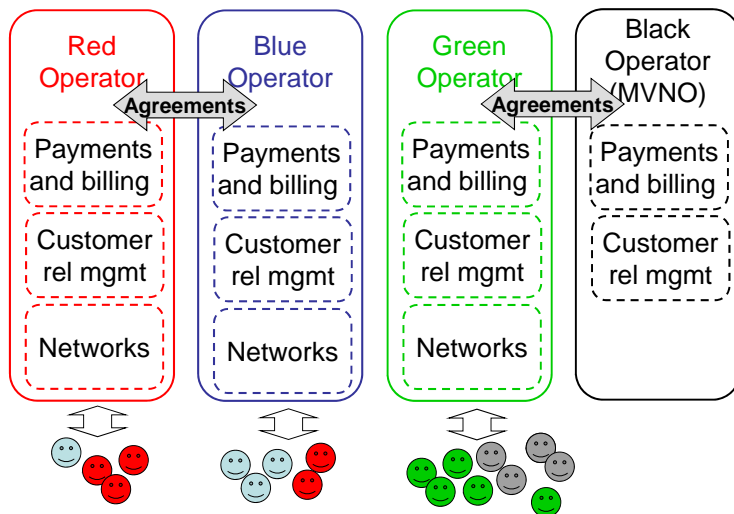 Red
Operator
Agreements
Payments
and billing
Customer
rel mgmt
Networks
Blue
Operator
Payments
and billing
Customer
rel mgmt
Networks
Green
Operator
Agreements
Payments
and billing
Customer
rel mgmt
Networks
Black
Operator
(MVNO)
Payments
and billing
Customer
rel mgmt